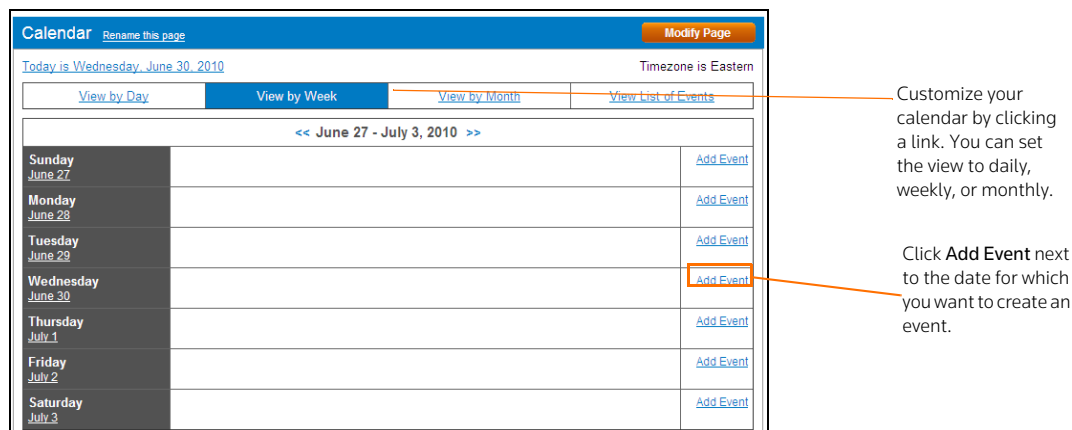 Calendar Rename this page Modify Page
Today is Wednesday, June 30, 2010 Timezone is Eastern
View by Day View by Week View by Month View List of Events
<< June 27 - July 3, 2010 >>
Sunday Add Event
June 27
Monday Add Event
June 28
Tuesday Add Event
June 29
Wednesday Add Event
June 30
Thursday Add Event
July 1
Friday Add Event
July 2
Saturday Add Event
July 3
Customize your
calendar by clicking
a link. You can set
the view to daily,
weekly, or monthly.
Click Add Event next
to the date for which
you want to create an
event.